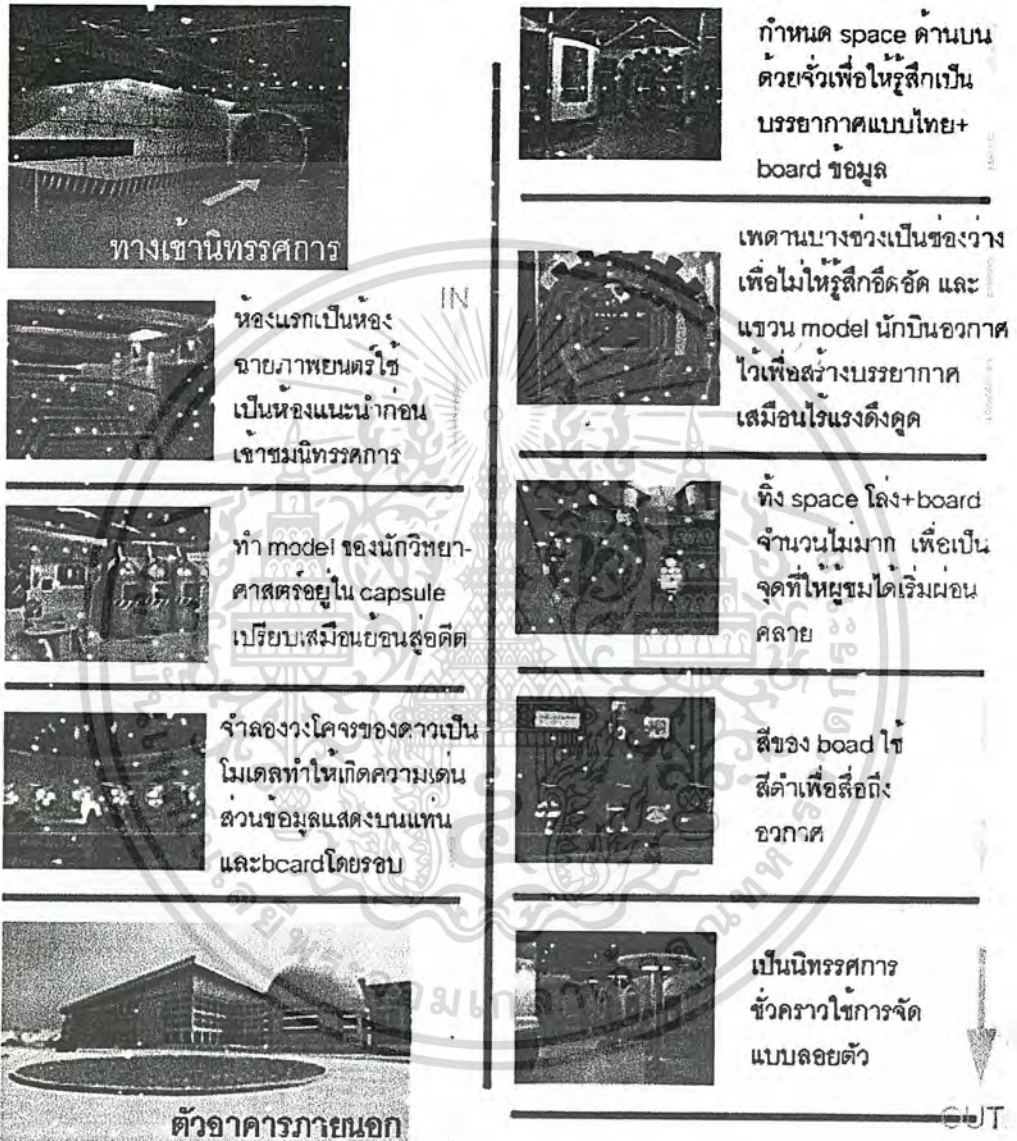 ทางเข้านิทรรศการ
IN
ห้องแรกเป็นห้อง
ฉายภาพยนตร์ใช้
เป็นห้องแนะนำก่อน
เข้าชมนิทรรศการ
ทำ model ของนักวิทยา-
ศาสตร์อยู่ใน capsule
เปรียบเสมือนย้อนสู่อดีต
จำลองวงโคจรของดาวเป็น
โมเดลทำให้เกิดความเด่น
ส่วนข้อมูลแสดงบนแท่น
และboardโดยรอบ
ตัวอาคารภายนอก
กำหนด space ด้านบน
ด้วยจั่วเพื่อให้รู้สึกเป็น
บรรยากาศแบบไทย+
board ข้อมูล
เพดานบางช่วงเป็นช่องว่าง
เพื่อไม่ให้รู้สึกอึดอัด และ
แขวน model นักบินอวกาศ
ไว้เพื่อสร้างบรรยากาศ
เสมือนไร้แรงดึงดูด
ทิ้ง space โล่ง+board
จำนวนไม่มาก เพื่อเป็น
จุดที่ให้ผู้ชมได้เริ่มผ่อน
คลาย
สีของ boad ใช้
สีดำเพื่อสื่อถึง
อวกาศ
เป็นนิทรรศการ
ชั่วคราวใช้การจัด
แบบลอยตัว
OUT